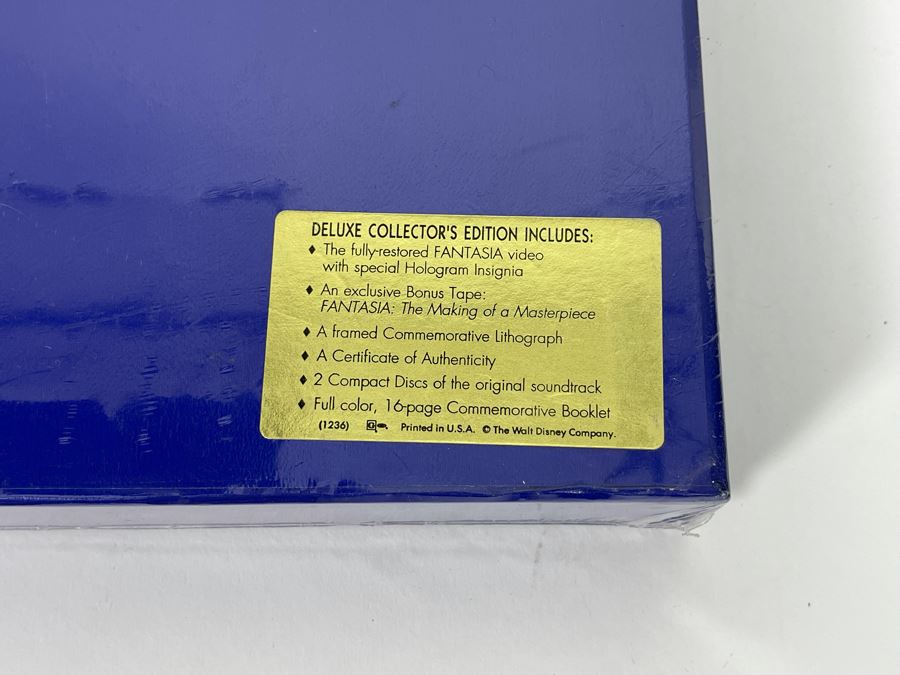 DELUXE COLLECTOR'S EDITION INCLUDES:
♦ The fully-restored FANTASIA video
with special Hologram Insignia
♦ An exclusive Bonus Tape:
FANTASIA: The Making of a Masterpiece
♦ A framed Commemorative Lithograph
♦ A Certificate of Authenticity
♦ 2 Compact Discs of the original soundtrack
♦ Full color, 16-page Commemorative Booklet
(1236) Printed in U.S.A. © The Walt Disney Company.